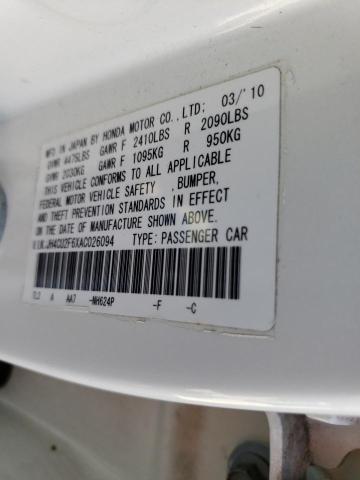 MFD. IN JAPAN BY HONDA MOTOR CO.,LTD: 03/'10
GVWR 4475LBS GAWR F 2410LBS R 2090LBS
GVWR 2030KG GAWR F 1095KG R 950KG
THIS VEHICLE CONFORMS TO ALL APPLICABLE
FEDERAL MOTOR VEHICLE SAFETY ,BUMPER,
AND THEFT PREVENTION STANDARDS IN EFFECT
ON THE DATE OF MANUFACTURE SHOWN ABOVE.
V.I.N. JH4CU2F6XAC026094 TYPE: PASSENGER CAR
TL2 A AA7 -NH624P -F -C